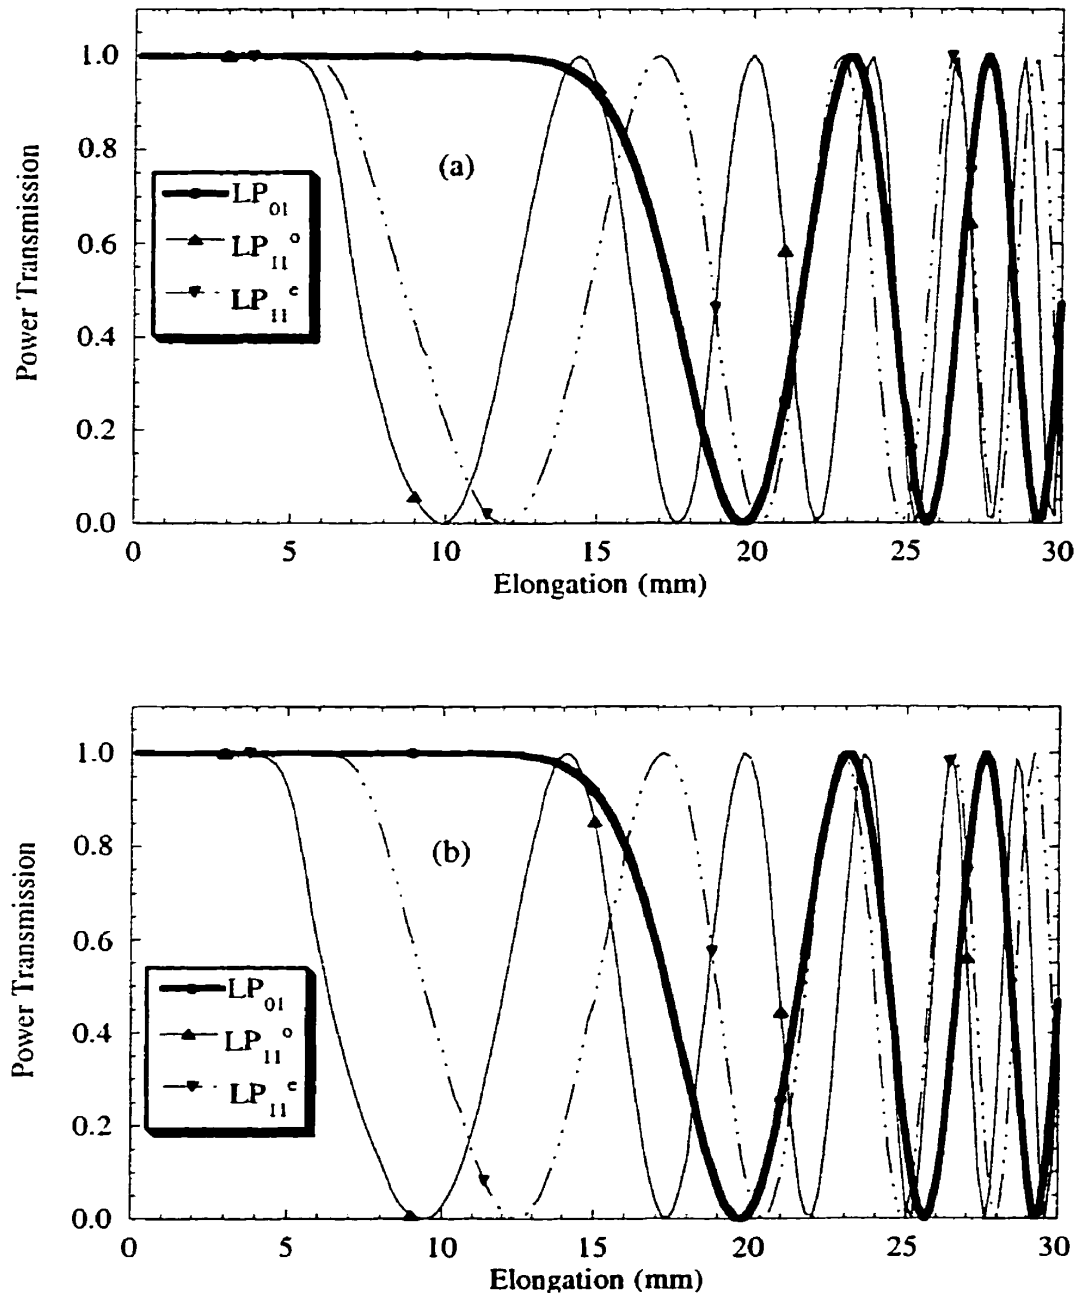 1.0
0.8
0.6
0.4
0.2
0.0
Power Transmission
(a)
LP01
LP11o
LP11e
0 5 10 15 20 25 30
Elongation (mm)
1.0
0.8
0.6
0.4
0.2
0.0
Power Transmission
(b)
LP01
LP11o
LP11e
0 5 10 15 20 25 30
Elongation (mm)